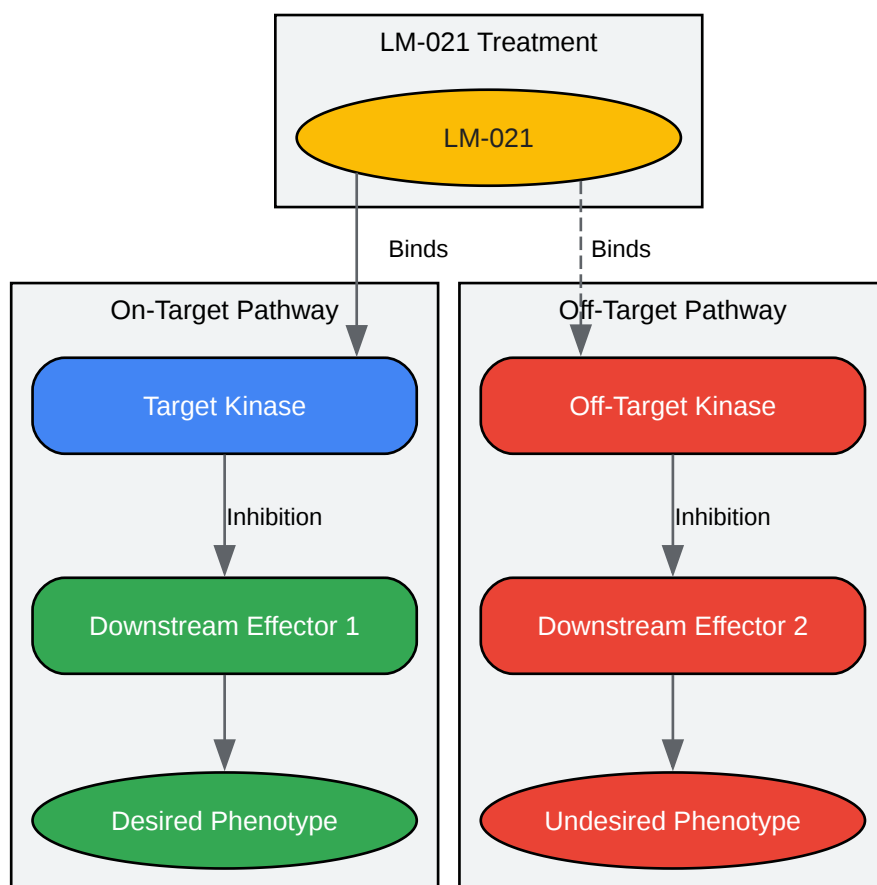 LM-021 Treatment
LM-021
Binds
Binds
On-Target Pathway
Off-Target Pathway
Target Kinase
Off-Target Kinase
Inhibition
Inhibition
Downstream Effector 1
Downstream Effector 2
Desired Phenotype
Undesired Phenotype